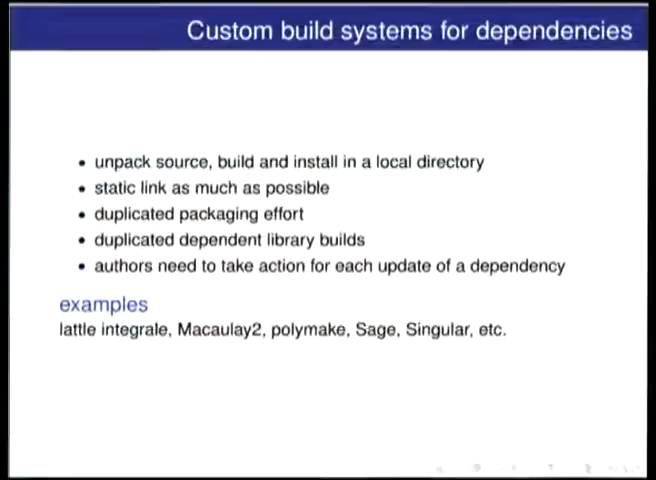 Custom build systems for dependencies
• unpack source, build and install in a local directory
• static link as much as possible
• duplicated packaging effort
• duplicated dependent library builds
• authors need to take action for each update of a dependency
examples
lattle integrale, Macaulay2, polymake, Sage, Singular, etc.